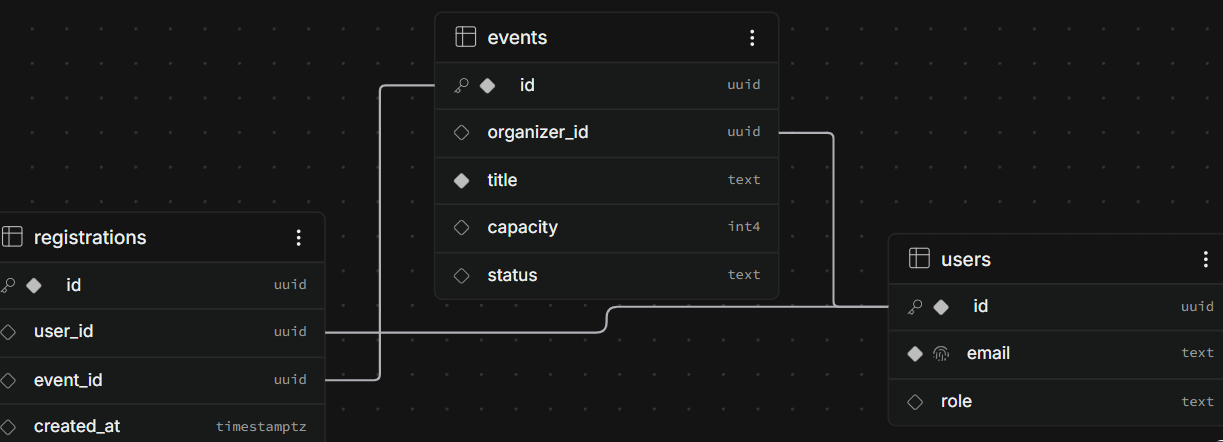 events
id uuid
organizer_id uuid
title text
capacity int4
status text
registrations
id uuid
user_id uuid
event_id uuid
created_at timestamptz
users
id uuid
email text
role text